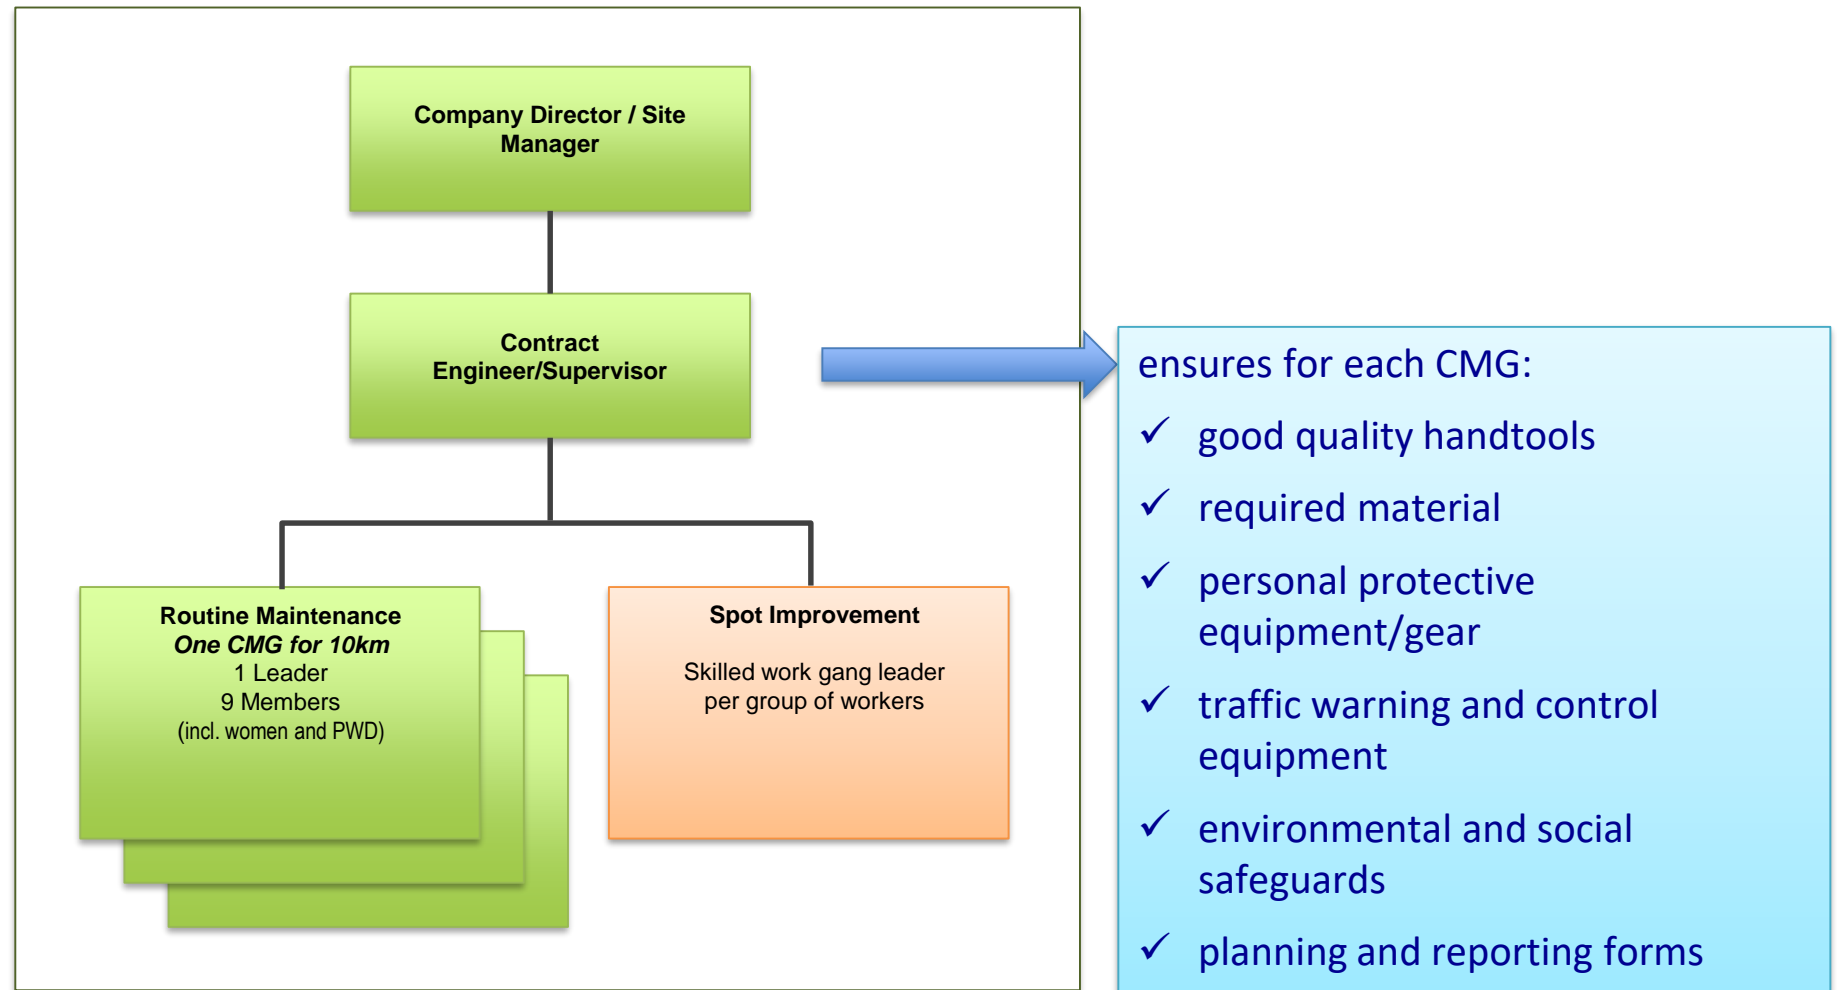 Company Director / Site
Manager
Contract
Engineer/Supervisor
Routine Maintenance
One CMG for 10km
1 Leader
9 Members
(incl. women and PWD)
Spot Improvement
Skilled work gang leader
per group of workers
ensures for each CMG:
✓ good quality handtools
✓ required material
✓ personal protective
equipment/gear
✓ traffic warning and control
equipment
✓ environmental and social
safeguards
✓ planning and reporting forms